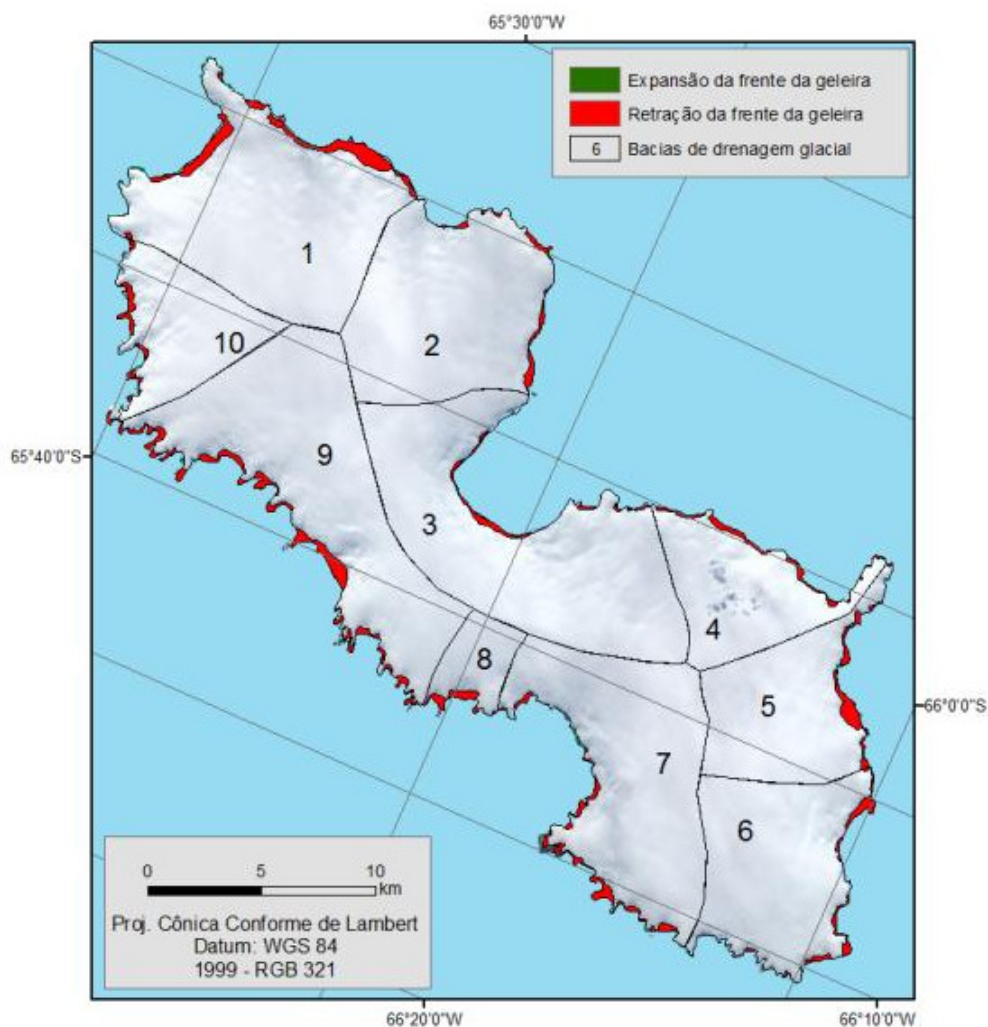 65°30'0"W
Expansão da frente da geleira
Retração da frente da geleira
6 Bacias de drenagem glacial
1
10
2
65°40'0"S
9
3
4
8
5
66°0'0"S
7
6
0 5 10
km
Proj. Cônica Conforme de Lambert
Datum: WGS 84
1999 - RGB 321
66°20'0"W
66°10'0"W